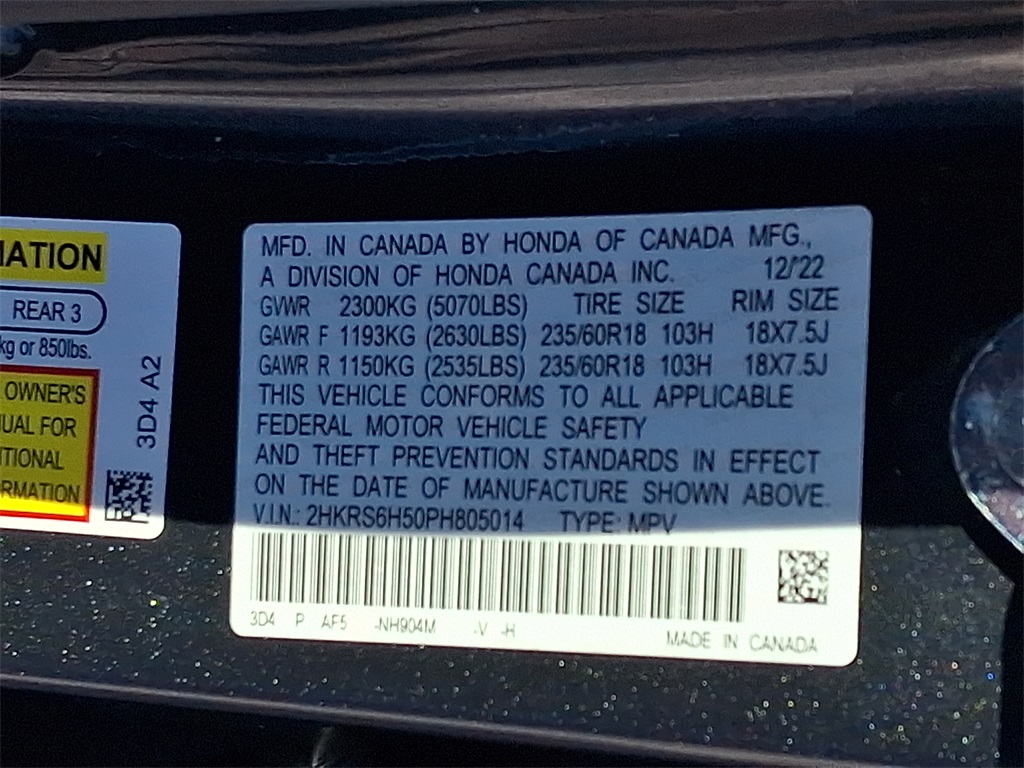 MATION
REAR 3
kg or 850lbs.
OWNER'S
FOR
3D4 A2
MFD. IN CANADA BY HONDA OF CANADA MFG.,
A DIVISION OF HONDA CANADA INC. 12/'22
GVWR 2300KG (5070LBS) TIRE SIZE RIM SIZE
GAWR F 1193KG (2630LBS) 235/60R18 103H 18X7.5J
GAWR R 1150KG (2535LBS) 235/60R18 103H 18X7.5J
THIS VEHICLE CONFORMS TO ALL APPLICABLE
FEDERAL MOTOR VEHICLE SAFETY
AND THEFT PREVENTION STANDARDS IN EFFECT
ON THE DATE OF MANUFACTURE SHOWN ABOVE.
V.I.N.: 2HKRS6H50PH805014 TYPE: MPV
3D4 P AF5 -NH904M -V -H
MADE IN CANADA